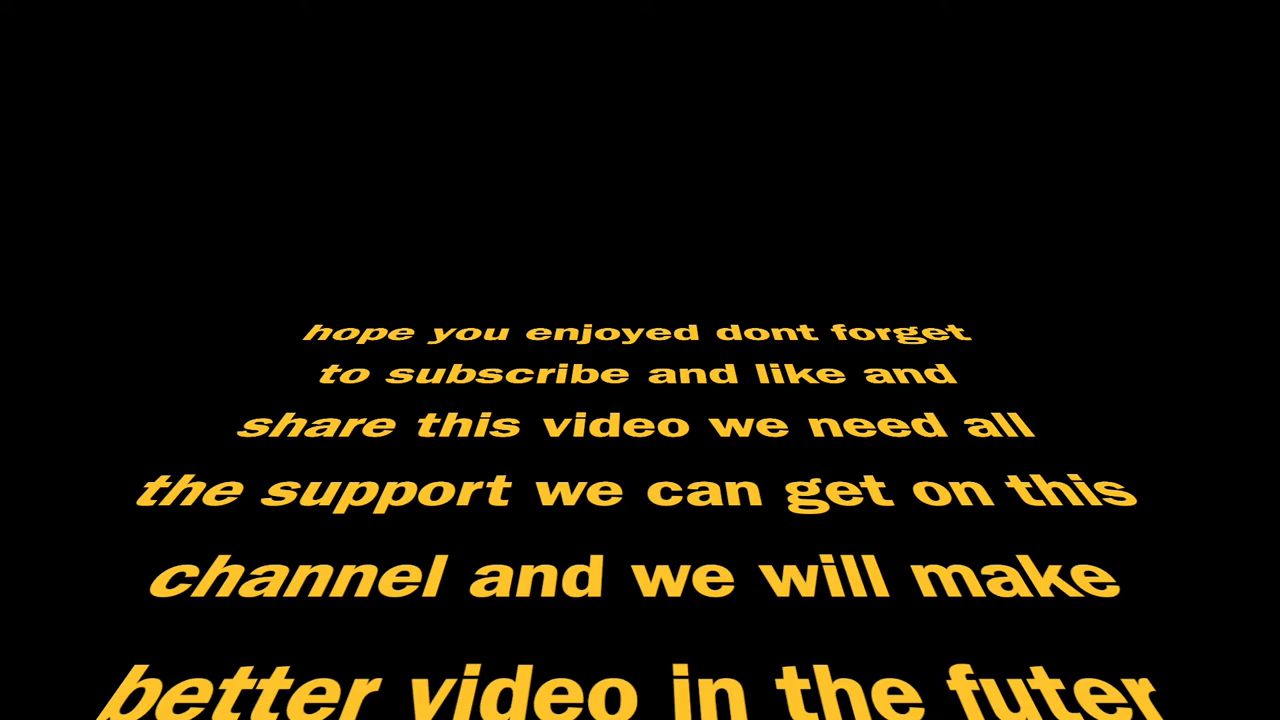 hope you enjoyed dont forget
to subscribe and like and
share this video we need all
the support we can get on this
channel and we will make
better video in the futer